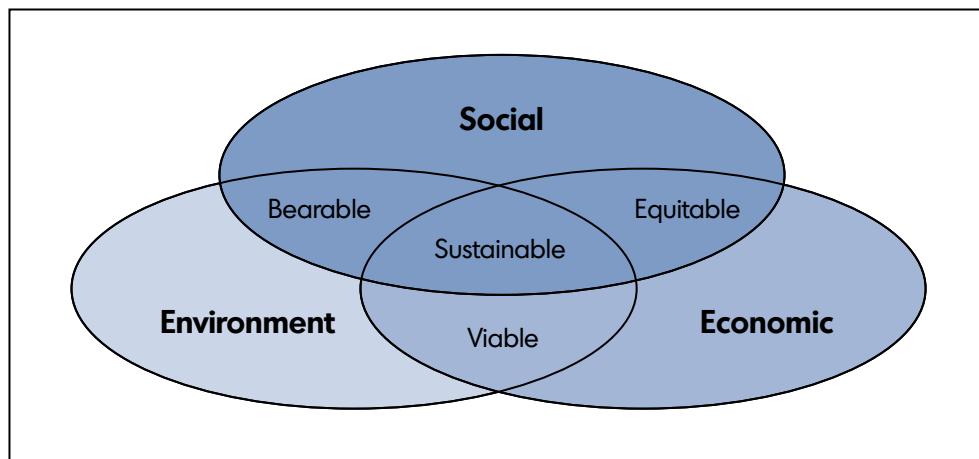 Social
Bearable
Equitable
Sustainable
Environment
Viable
Economic